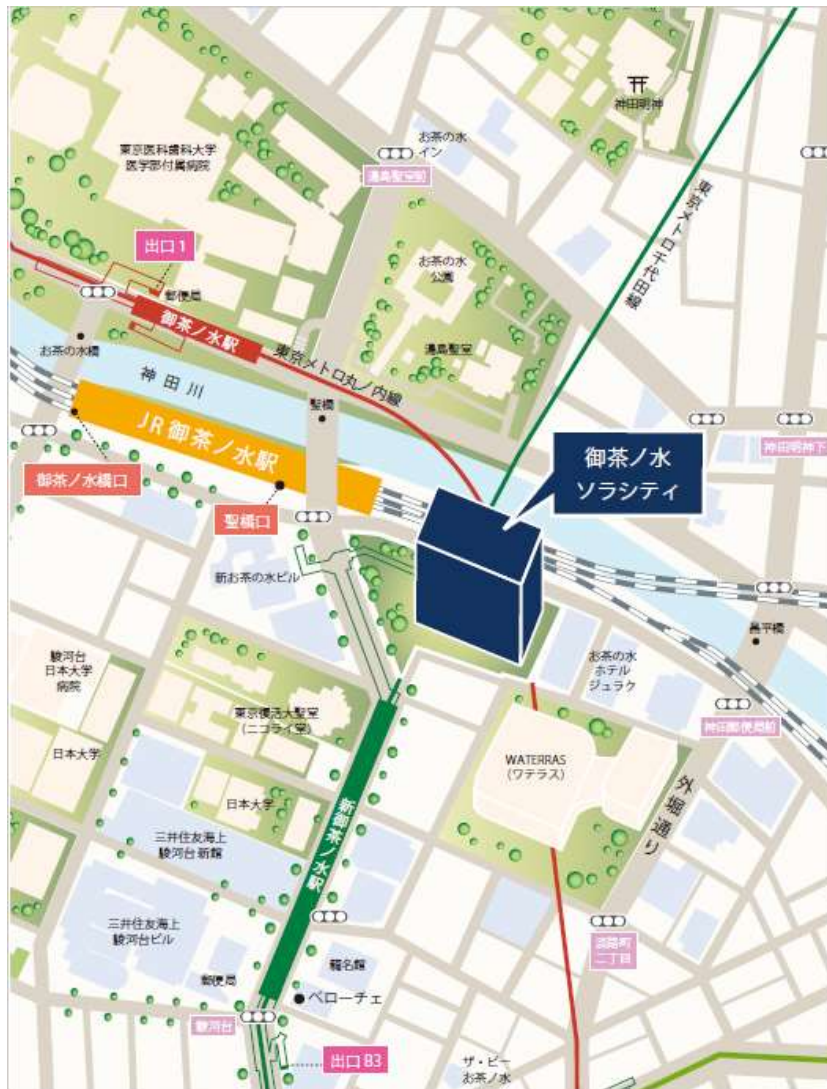 神田明神
お茶の水
イン
東京医科歯科大学
医学部付属病院
湯島聖堂前
東京メトロ千代田線
出口1
お茶の水
公園
郵便局
御茶ノ水駅
東京メトロ丸ノ内線
湯島聖堂
お茶の水橋
神田川
聖橋
JR 御茶ノ水駅
御茶ノ水
ソラシティ
神田明神下
御茶ノ水橋口
聖橋口
新お茶の水ビル
昌平橋
お茶の水
ホテル
ジュラク
駿河台
日本大学
病院
東京復活大聖堂
(ニコライ堂)
神田郵便局前
日本大学
WATERRAS
(ワテラス)
外堀通り
日本大学
新御茶ノ水駅
三井住友海上
駿河台新館
三井住友海上
駿河台ビル
淡路町
二丁目
龍名館
郵便局
ベローチェ
駿河台
出口 B3
ザ・ビー
お茶ノ水